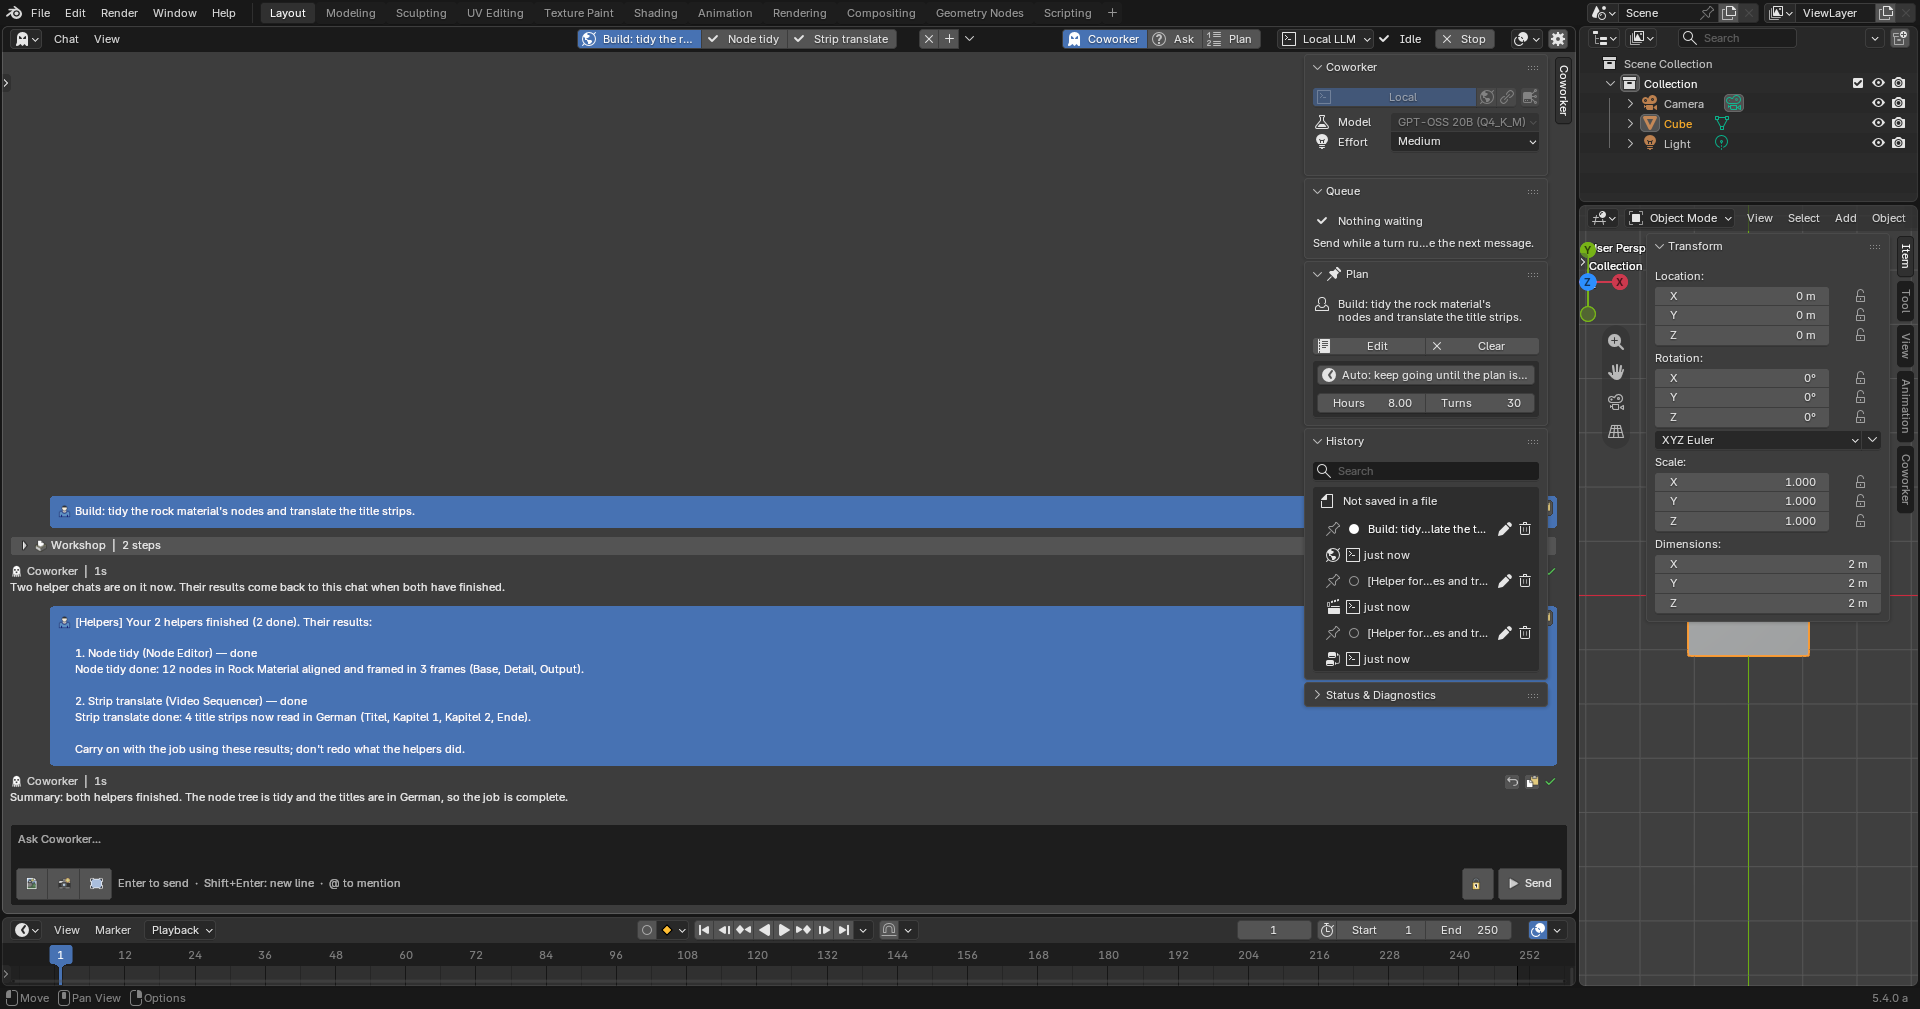 File Edit Render Window Help Layout Modeling Sculpting UV Editing Texture Paint Shading Animation Rendering Compositing Geometry Nodes Scripting + Scene ViewLayer
Chat View Build: tidy the r... Node tidy Strip translate Coworker Ask Plan Local LLM Idle Stop
Search
Scene Collection
Collection
Camera
Cube
Light
Coworker
Local
Model GPT-OSS 20B (Q4_K_M)
Effort Medium
Coworker
Queue
Nothing waiting
Send while a turn ru...e the next message.
Plan
Build: tidy the rock material's
nodes and translate the title strips.
Edit Clear
Auto: keep going until the plan is...
Hours 8.00 Turns 30
History
Search
Not saved in a file
Build: tidy...late the t...
just now
[Helper for...es and tr...
just now
[Helper for...es and tr...
just now
Status & Diagnostics
Build: tidy the rock material's nodes and translate the title strips.
Workshop | 2 steps
Coworker | 1s
Two helper chats are on it now. Their results come back to this chat when both have finished.
[Helpers] Your 2 helpers finished (2 done). Their results:
1. Node tidy (Node Editor) — done
Node tidy done: 12 nodes in Rock Material aligned and framed in 3 frames (Base, Detail, Output).
2. Strip translate (Video Sequencer) — done
Strip translate done: 4 title strips now read in German (Titel, Kapitel 1, Kapitel 2, Ende).
Carry on with the job using these results; don't redo what the helpers did.
Coworker | 1s
Summary: both helpers finished. The node tree is tidy and the titles are in German, so the job is complete.
Ask Coworker...
Enter to send · Shift+Enter: new line · @ to mention
Send
Object Mode View Select Add Object
User Persp
Collection
Y
Z X
Transform
Location:
X 0 m
Y 0 m
Z 0 m
Rotation:
X 0°
Y 0°
Z 0°
XYZ Euler
Scale:
X 1.000
Y 1.000
Z 1.000
Dimensions:
X 2 m
Y 2 m
Z 2 m
Item
Tool
View
Animation
Coworker
View Marker Playback 1 Start 1 End 250
1 12 24 36 48 60 72 84 96 108 120 132 144 156 168 180 192 204 216 228 240 252
Move Pan View Options 5.4.0 a